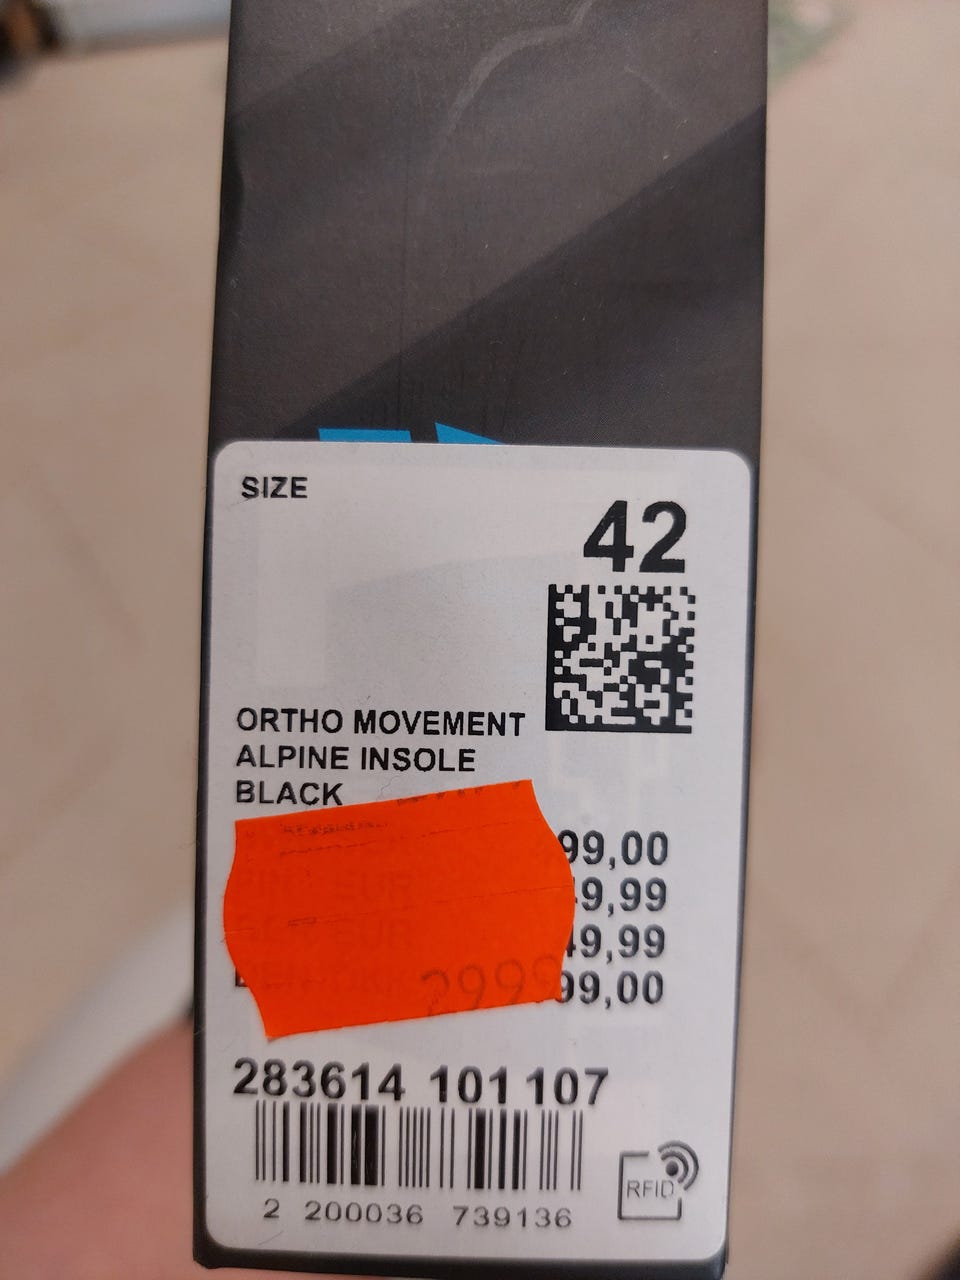 SIZE
42
ORTHO MOVEMENT
ALPINE INSOLE
BLACK
99,00
9,99
49,99
99,00
2999
283614 101 107
RFID
2 200036 739136